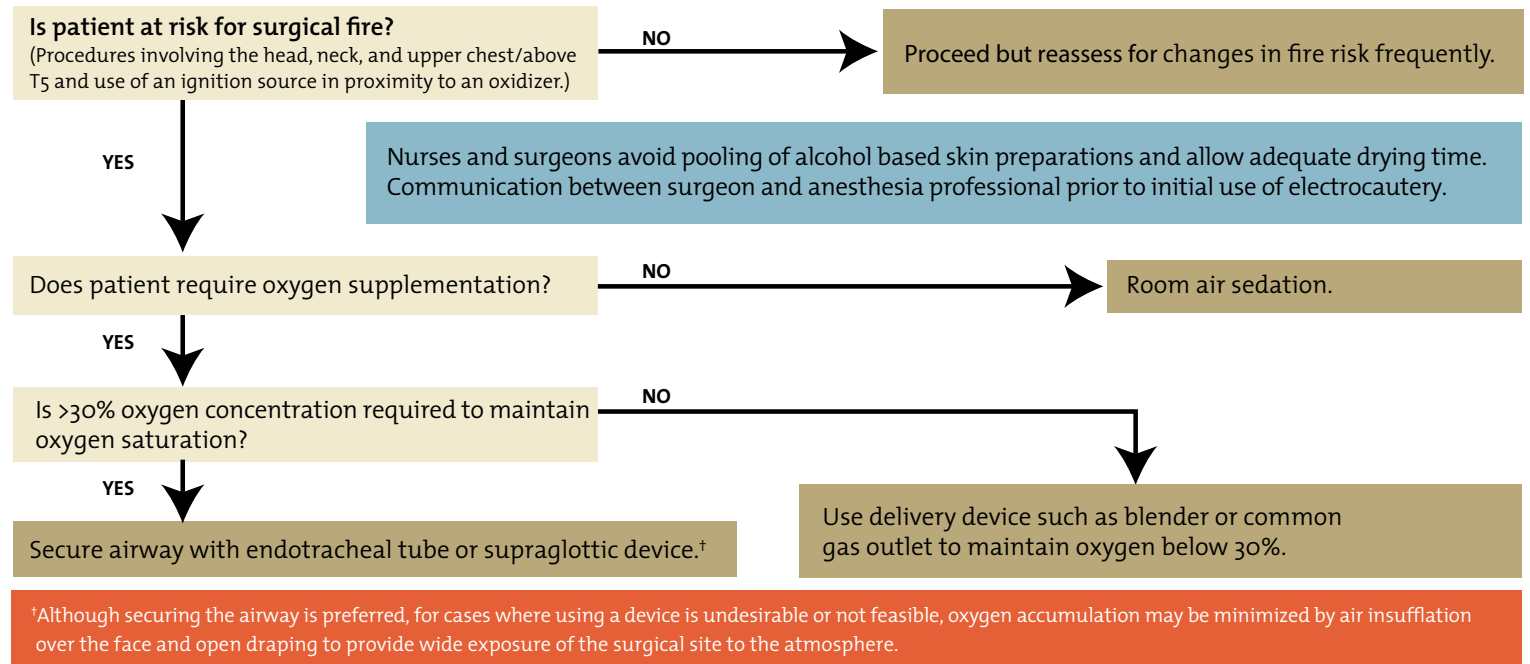 Is patient at risk for surgical fire?
(Procedures involving the head, neck, and upper chest/above
T5 and use of an ignition source in proximity to an oxidizer.)
NO
Proceed but reassess for changes in fire risk frequently.
YES
Nurses and surgeons avoid pooling of alcohol based skin preparations and allow adequate drying time.
Communication between surgeon and anesthesia professional prior to initial use of electrocautery.
Does patient require oxygen supplementation?
NO
Room air sedation.
YES
Is >30% oxygen concentration required to maintain
oxygen saturation?
NO
YES
Use delivery device such as blender or common
gas outlet to maintain oxygen below 30%.
Secure airway with endotracheal tube or supraglottic device.†
†Although securing the airway is preferred, for cases where using a device is undesirable or not feasible, oxygen accumulation may be minimized by air insufflation
over the face and open draping to provide wide exposure of the surgical site to the atmosphere.